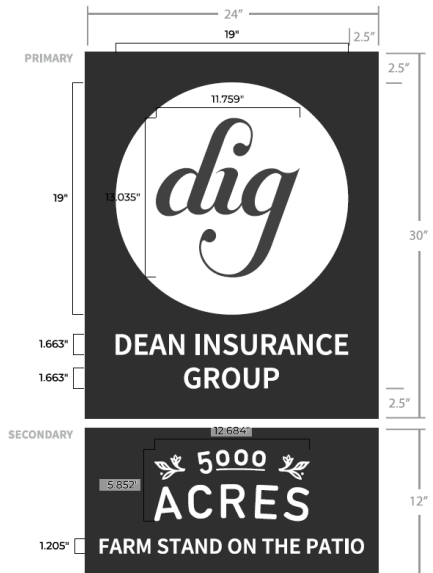 24"
19"
2.5"
PRIMARY
2.5"
11.759"
13.035"
19"
dig
30"
1.663"
DEAN INSURANCE
1.663"
GROUP
2.5"
SECONDARY
12.684"
5000
5.852'
ACRES
12"
1.205"
FARM STAND ON THE PATIO